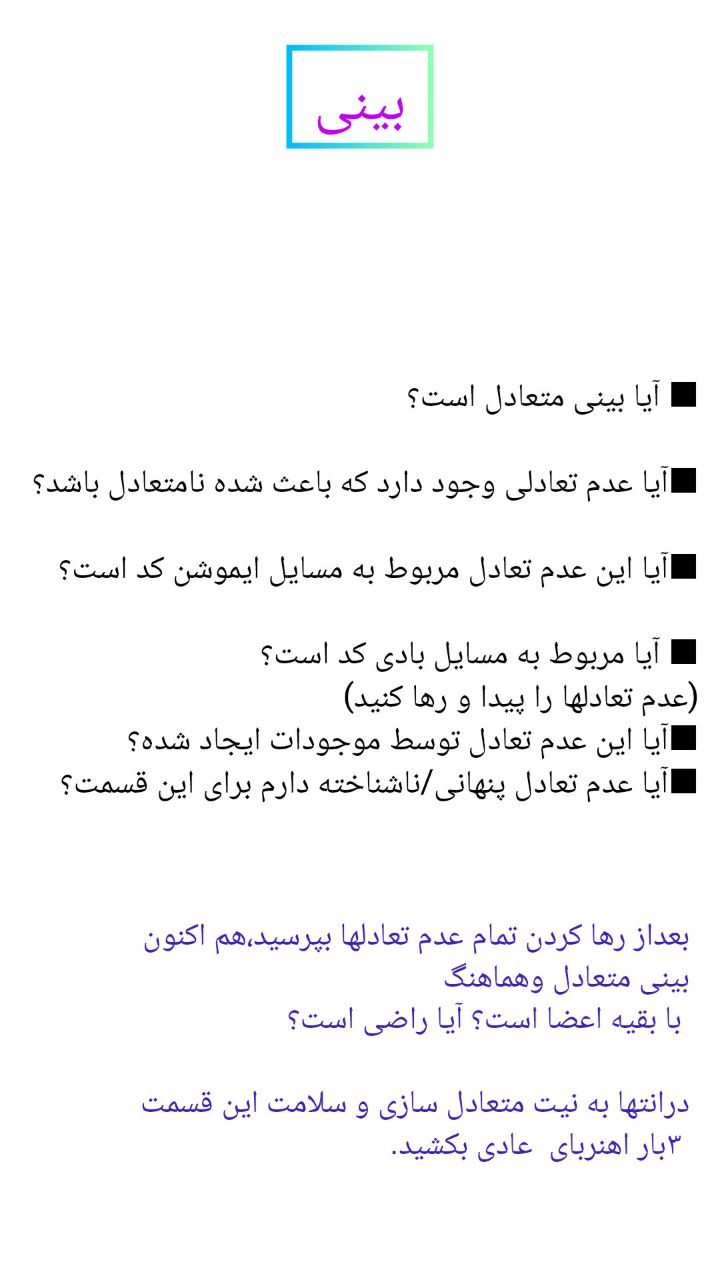 بینی
■ آیا بینی متعادل است؟
■آیا عدم تعادلی وجود دارد که باعث شده نامتعادل باشد؟
■آیا این عدم تعادل مربوط به مسایل ایموشن کد است؟
■ آیا مربوط به مسایل بادی کد است؟
(عدم تعادلها را پیدا و رها کنید)
■آیا این عدم تعادل توسط موجودات ایجاد شده؟
■آیا عدم تعادل پنهانی/ناشناخته دارم برای این قسمت؟
بعداز رها کردن تمام عدم تعادلها بپرسید،هم اکنون
بینی متعادل وهماهنگ
با بقیه اعضا است؟ آیا راضی است؟
درانتها به نیت متعادل سازی و سلامت این قسمت
۳بار اهنربای عادی بکشید.